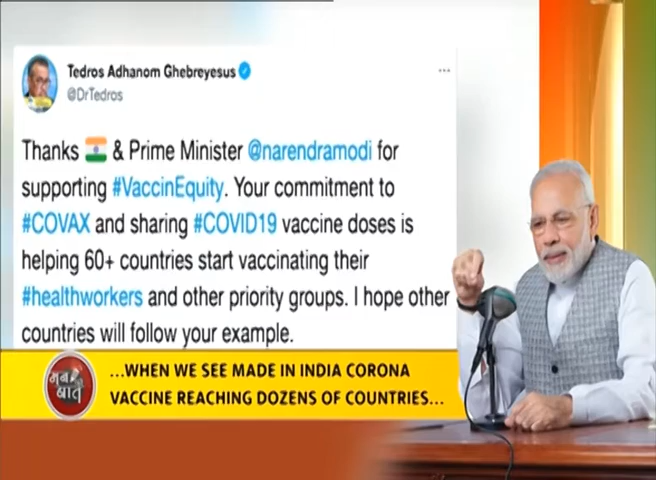 Tedros Adhanom Ghebreyesus
@DrTedros
Thanks & Prime Minister @narendramodi for
supporting #VaccinEquity. Your commitment to
#COVAX and sharing #COVID19 vaccine doses is
helping 60+ countries start vaccinating their
#healthworkers and other priority groups. I hope other
countries will follow your example.
मन की
बात
...WHEN WE SEE MADE IN INDIA CORONA
VACCINE REACHING DOZENS OF COUNTRIES...